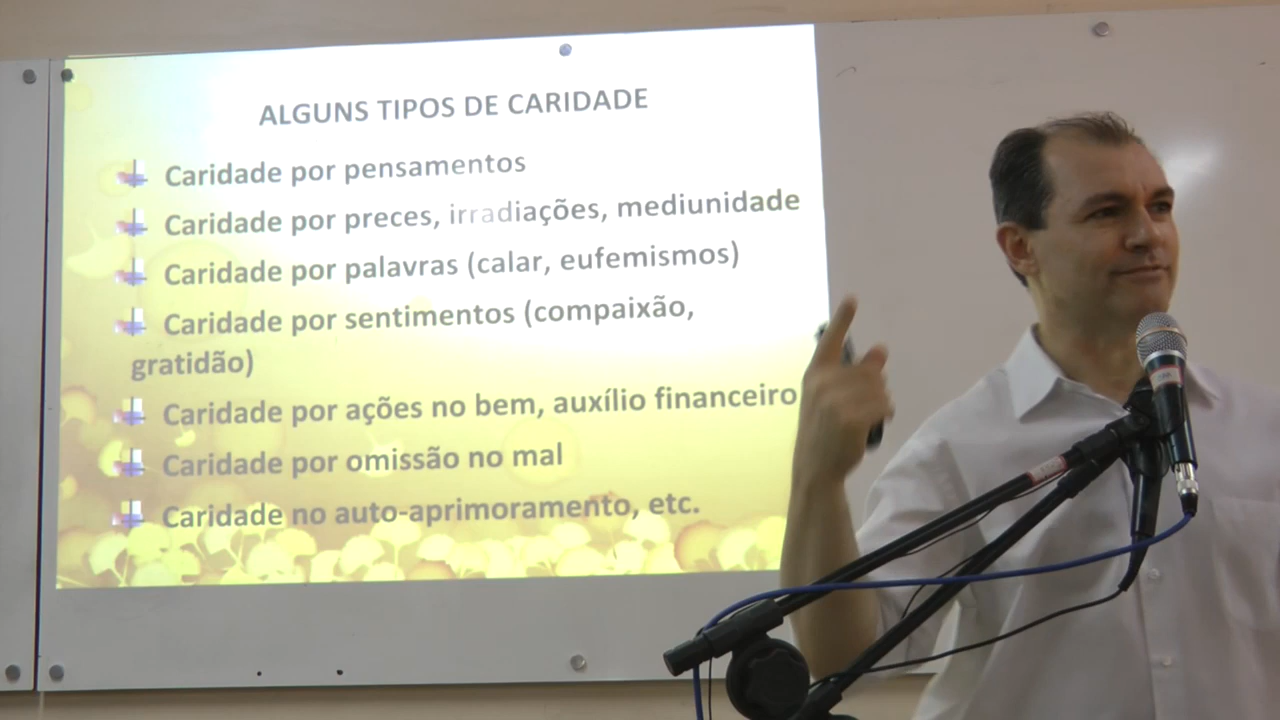 ALGUNS TIPOS DE CARIDADE
Caridade por pensamentos
Caridade por preces, irradiações, mediunidade
Caridade por palavras (calar, eufemismos)
Caridade por sentimentos (compaixão,
gratidão)
Caridade por ações no bem, auxílio financeiro
Caridade por omissão no mal
Caridade no auto-aprimoramento, etc.